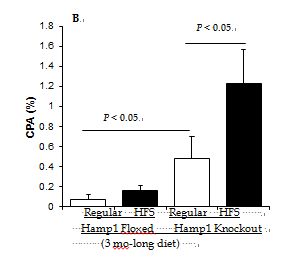 B.
P < 0.05.
P < 0.05.
CPA (%)
1.8
1.6
1.4
1.2
1
0.8
0.6
0.4
0.2
0
Regular HFS Regular HFS
Hamp1 Floxed Hamp1 Knockout
(3 mo-long diet)